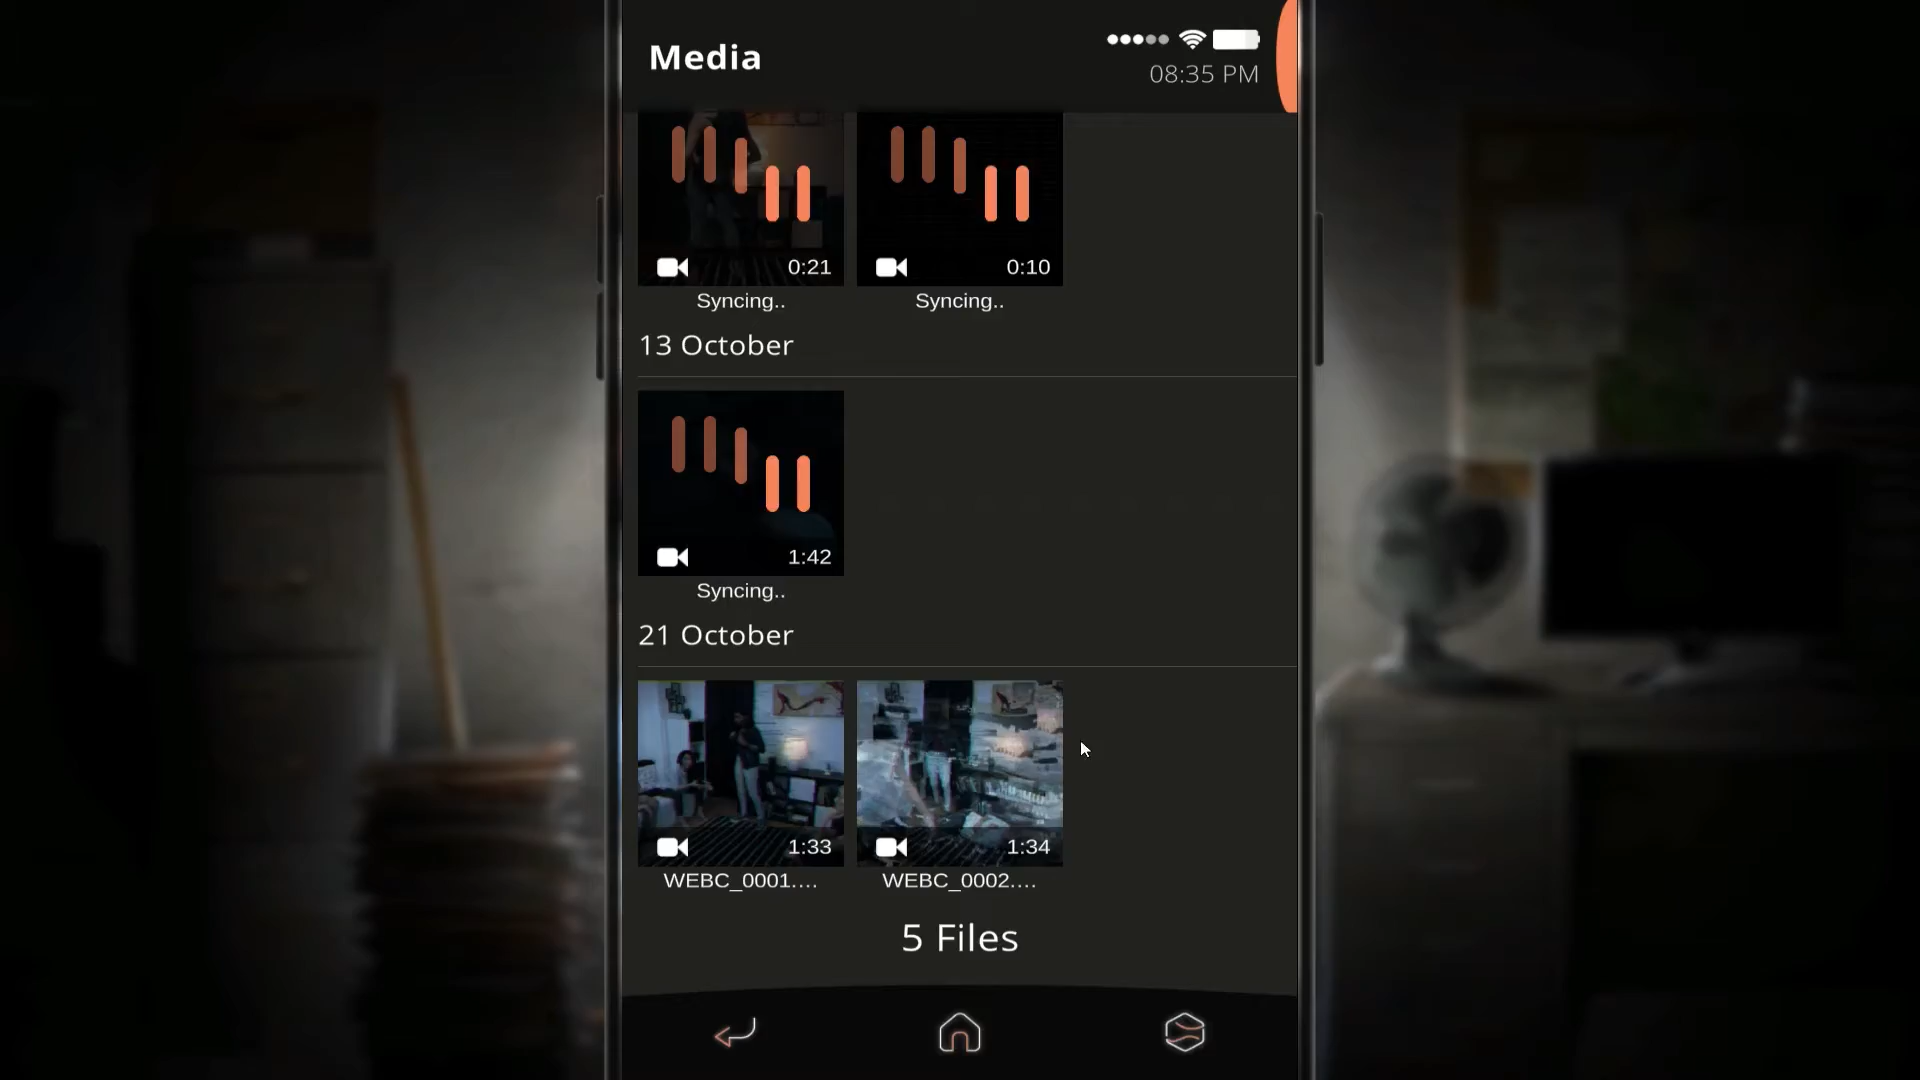 Media
08:35 PM
0:21
0:10
Syncing..
Syncing..
13 October
1:42
Syncing..
21 October
1:33
1:34
WEBC_0001....
WEBC_0002....
5 Files